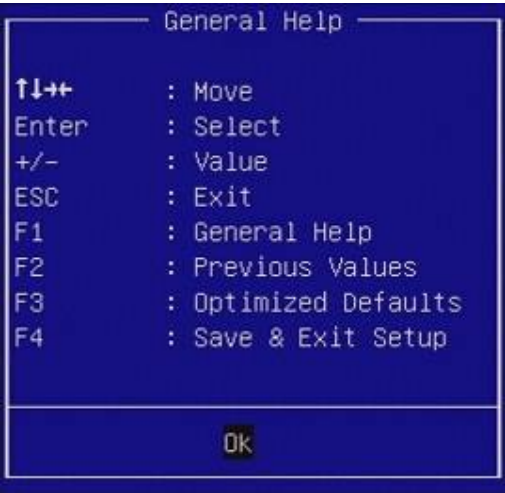 General Help
↑↓→← : Move
Enter : Select
+/- : Value
ESC : Exit
F1 : General Help
F2 : Previous Values
F3 : Optimized Defaults
F4 : Save & Exit Setup
Ok